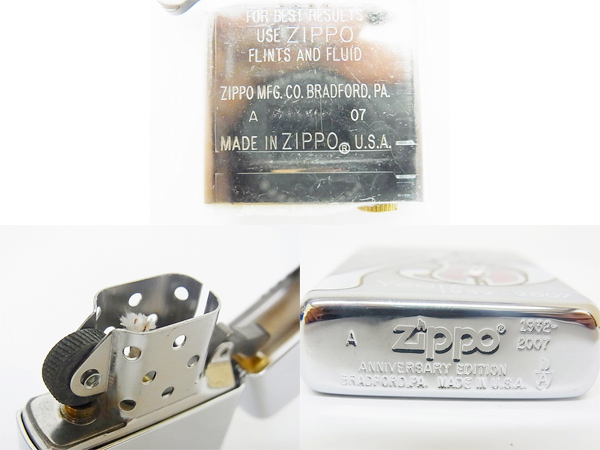 FOR BEST RESULTS
USE ZIPPO
FLINTS AND FLUID
ZIPPO MFG. CO. BRADFORD, PA.
A 07
MADE IN ZIPPO® U.S.A.
A Zippo® 1962-
2007
ANNIVERSARY EDITION
BRADFORD, PA. MADE IN U.S.A.